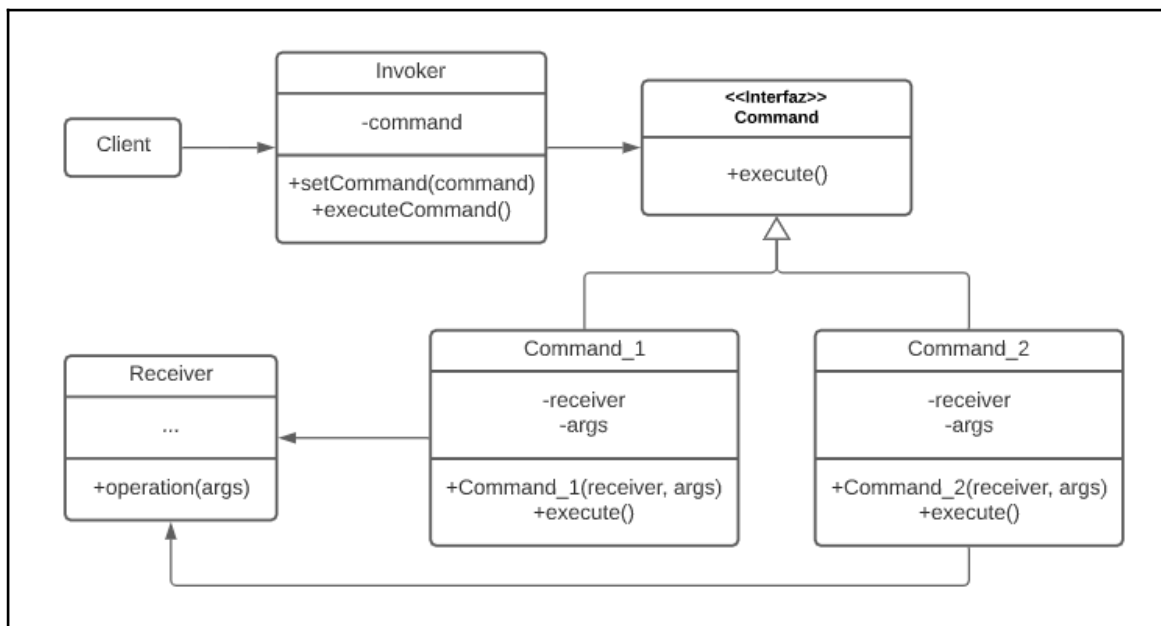 Client
Invoker
-command
+setCommand(command)
+executeCommand()
<<Interfaz>>
Command
+execute()
Receiver
...
+operation(args)
Command_1
-receiver
-args
+Command_1(receiver, args)
+execute()
Command_2
-receiver
-args
+Command_2(receiver, args)
+execute()